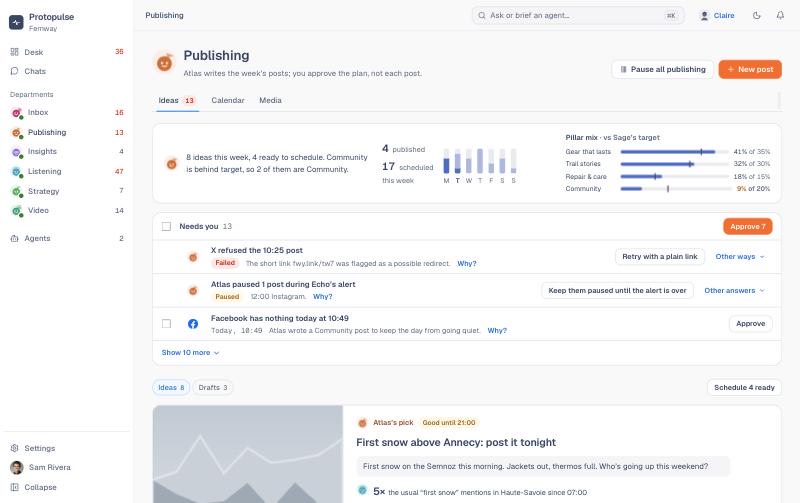 Protopulse
Fernway
Desk 36
Chats
Departments
Inbox 16
Publishing 13
Insights 4
Listening 47
Strategy 7
Video 14
Agents 2
Settings
Sam Rivera
Collapse
Publishing
Ask or brief an agent... ⌘K
Claire
Publishing
Atlas writes the week's posts; you approve the plan, not each post.
Pause all publishing
+ New post
Ideas 13 Calendar Media
8 ideas this week, 4 ready to schedule. Community
is behind target, so 2 of them are Community.
4 published
17 scheduled
this week
M T W T F S S
Pillar mix · vs Sage's target
Gear that lasts 41% of 35%
Trail stories 32% of 30%
Repair & care 18% of 15%
Community 9% of 20%
Needs you 13
Approve 7
X refused the 10:25 post
Failed The short link fwy.link/tw7 was flagged as a possible redirect. Why?
Retry with a plain link Other ways
Atlas paused 1 post during Echo's alert
Paused 12:00 Instagram. Why?
Keep them paused until the alert is over Other answers
Facebook has nothing today at 10:49
Today, 10:49 Atlas wrote a Community post to keep the day from going quiet. Why?
Approve
Show 10 more
Ideas 8 Drafts 3
Schedule 4 ready
Atlas's pick Good until 21:00
First snow above Annecy: post it tonight
First snow on the Semnoz this morning. Jackets out, thermos full. Who's going up this weekend?
5× the usual "first snow" mentions in Haute-Savoie since 07:00